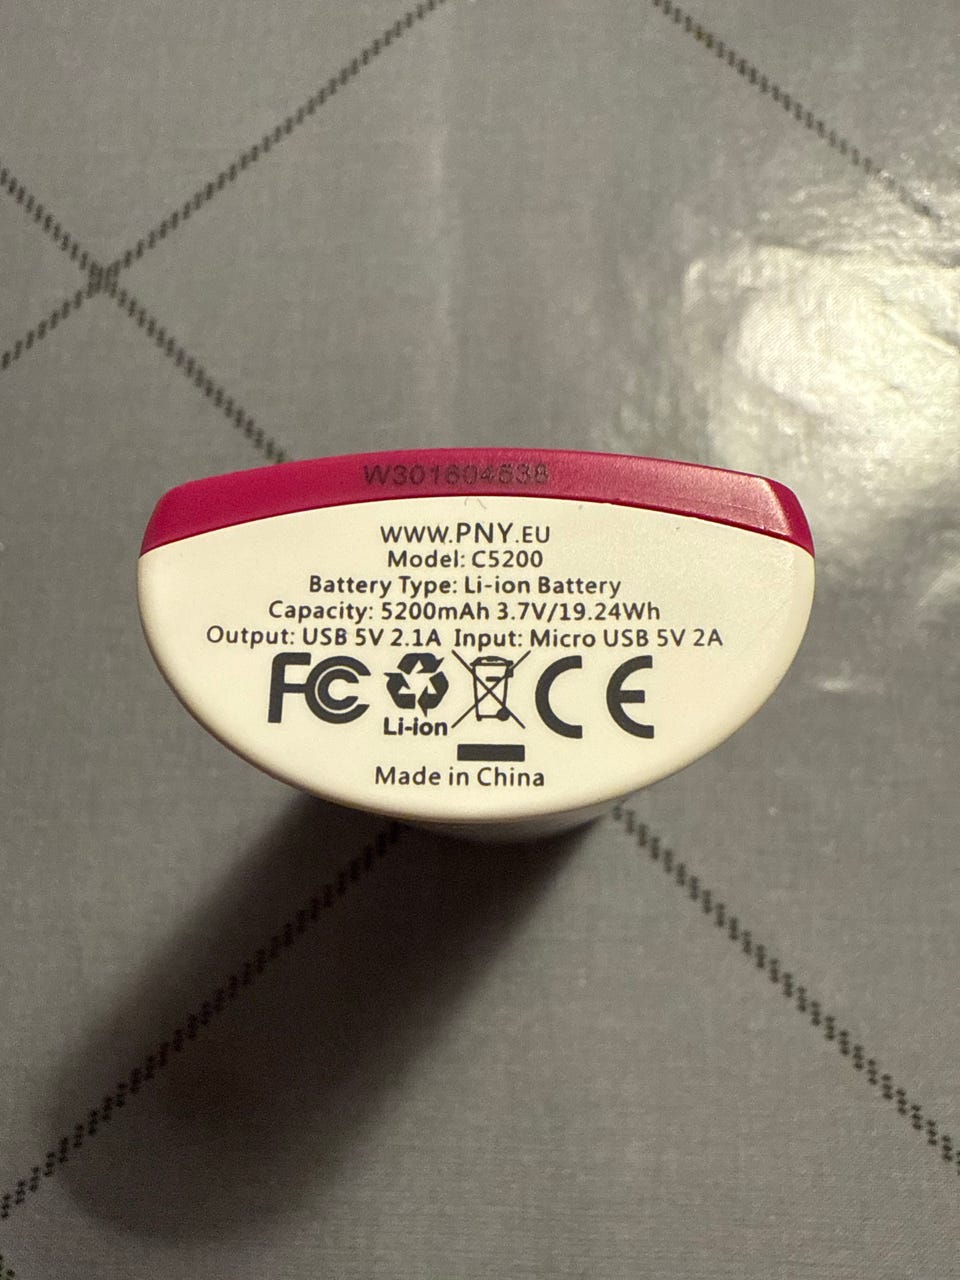 W301604538
WWW.PNY.EU
Model: C5200
Battery Type: Li-ion Battery
Capacity: 5200mAh 3.7V/19.24Wh
Output: USB 5V 2.1A Input: Micro USB 5V 2A
FC CE
Li-ion
Made in China